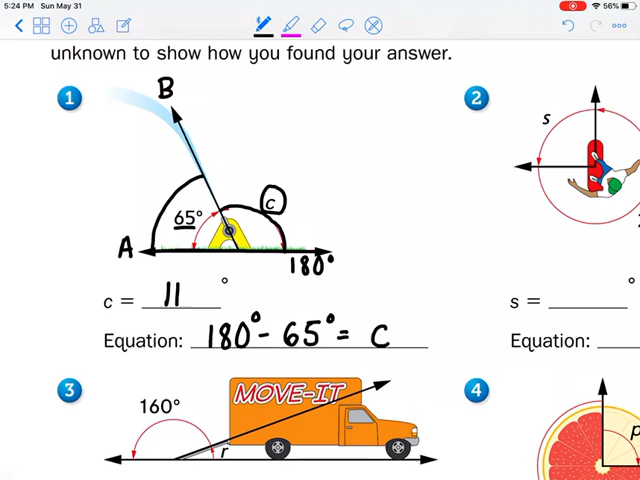 5:24 PM Sun May 31
56%
unknown to show how you found your answer.
1
B
2
s
65°
c
A
180°
c = 11 °
s = °
Equation: 180° - 65° = c
Equation:
3
MOVE-IT
4
160°
r
p